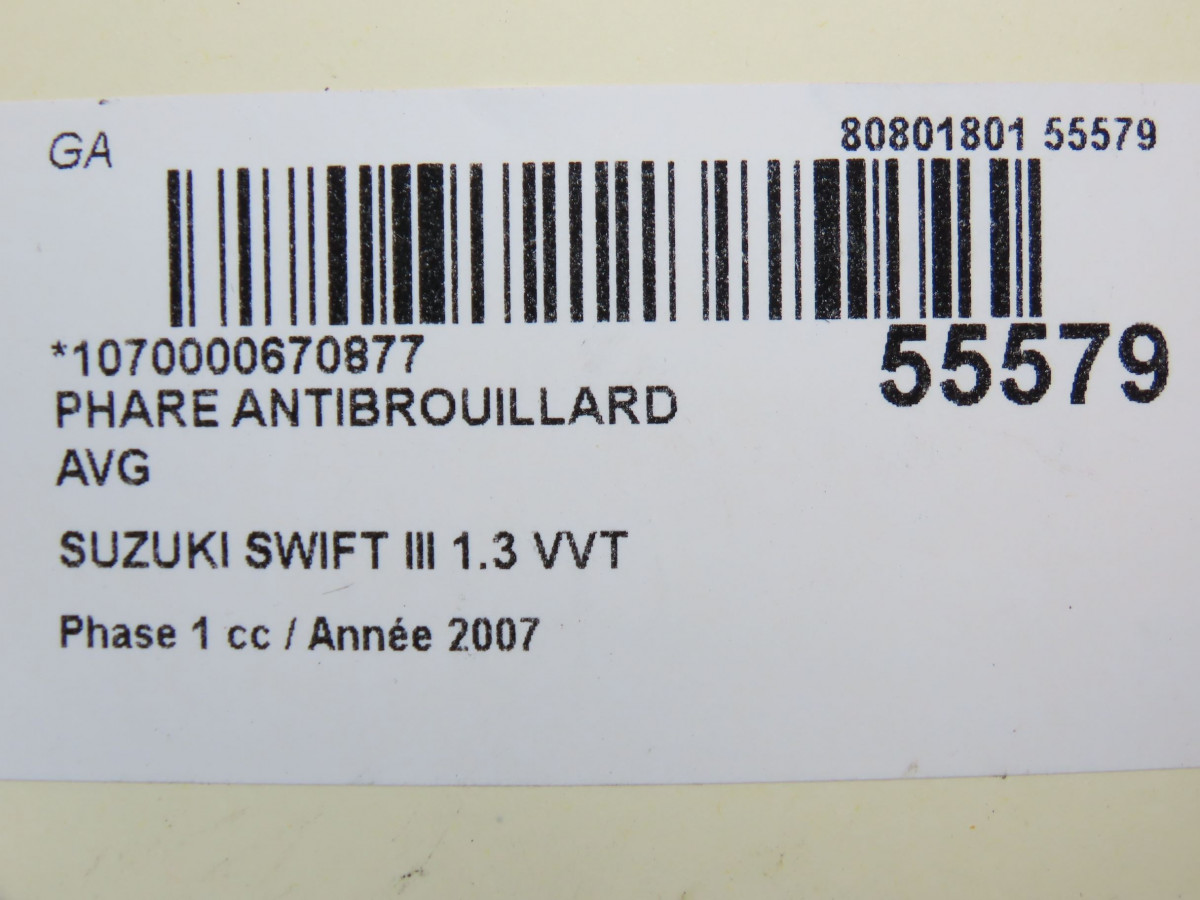 GA
80801801 55579
*1070000670877
55579
PHARE ANTIBROUILLARD
AVG
SUZUKI SWIFT III 1.3 VVT
Phase 1 cc / Année 2007